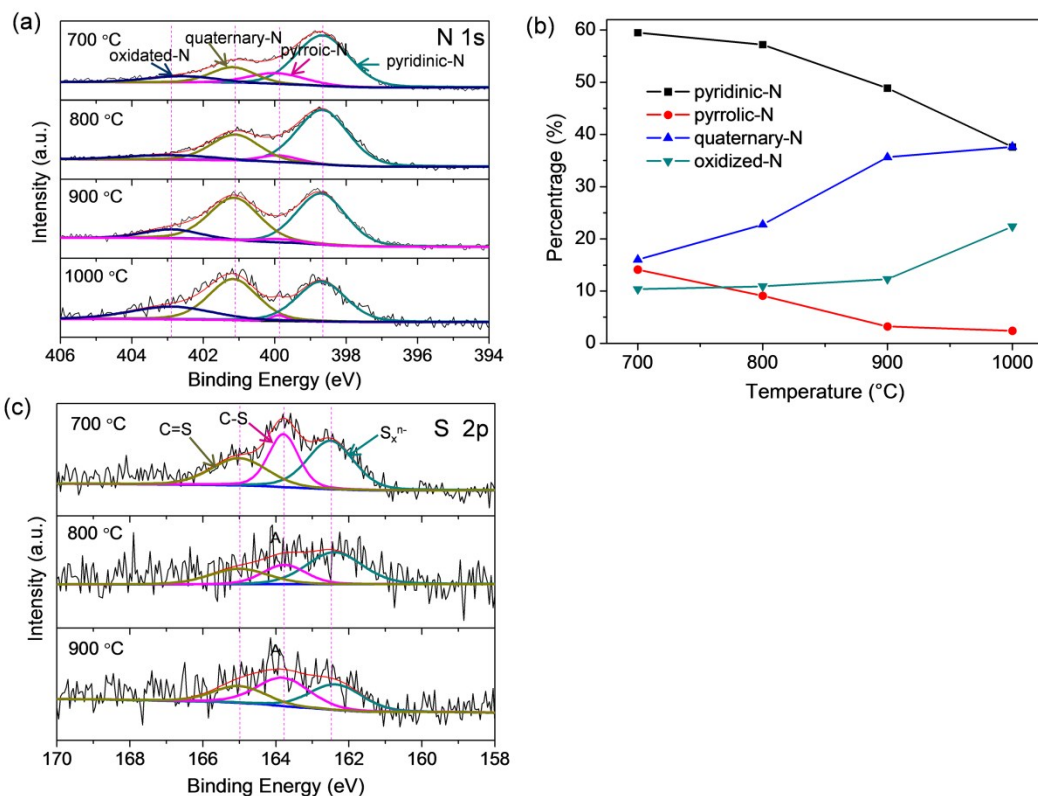 (a)
N 1s
700 °C
oxidated-N
quaternary-N
pyrroic-N
pyridinic-N
800 °C
900 °C
1000 °C
Intensity (a.u.)
406 404 402 400 398 396 394
Binding Energy (eV)
(b)
60
50
40
30
20
10
0
Percentrage (%)
pyridinic-N
pyrrolic-N
quaternary-N
oxidized-N
700 800 900 1000
Temperature (°C)
(c)
S 2p
700 °C
C=S
C-S
Sₓⁿ⁻
800 °C
A
900 °C
A
Intensity (a.u.)
170 168 166 164 162 160 158
Binding Energy (eV)